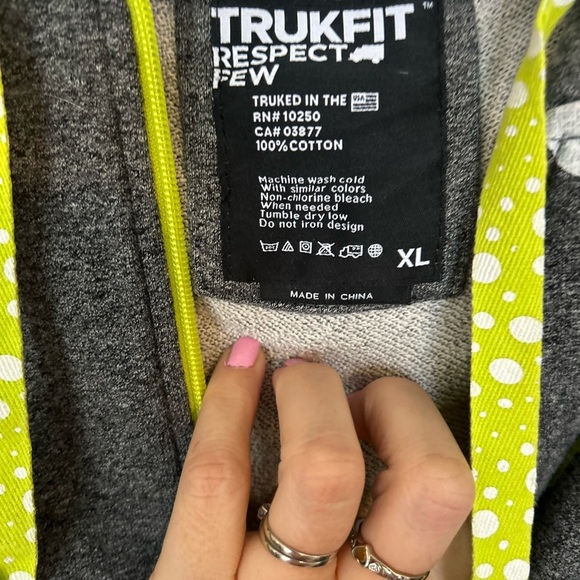 TRUKFIT™
RESPECT
FEW
TRUKED IN THE USA
RN# 10250
CA# 03877
100%COTTON
Machine wash cold
With similar colors
Non-chlorine bleach
When needed
Tumble dry low
Do not iron design
XL
MADE IN CHINA